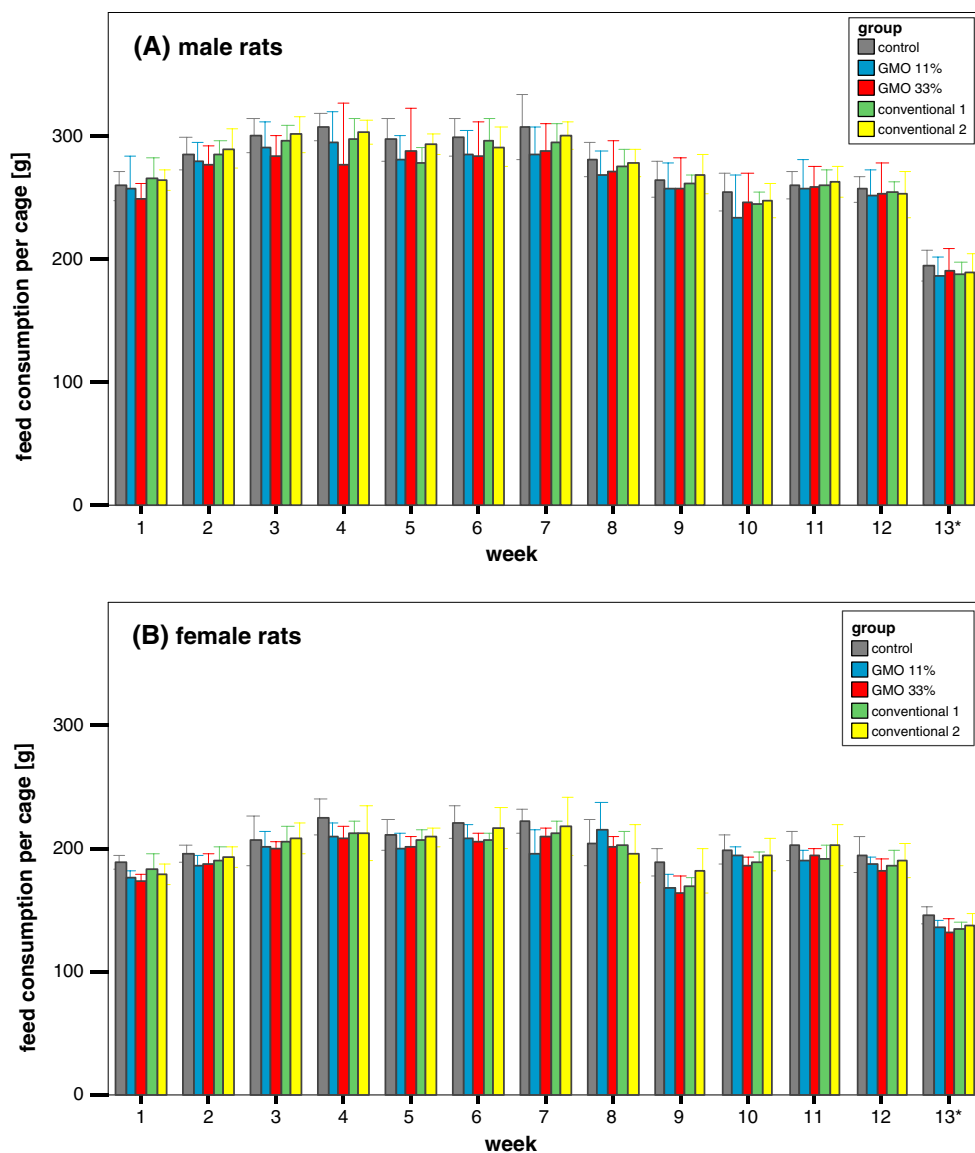 (A) male rats
group
control
GMO 11%
GMO 33%
conventional 1
conventional 2
feed consumption per cage [g]
300
200
100
0
1 2 3 4 5 6 7 8 9 10 11 12 13*
week
(B) female rats
group
control
GMO 11%
GMO 33%
conventional 1
conventional 2
feed consumption per cage [g]
300
200
100
0
1 2 3 4 5 6 7 8 9 10 11 12 13*
week